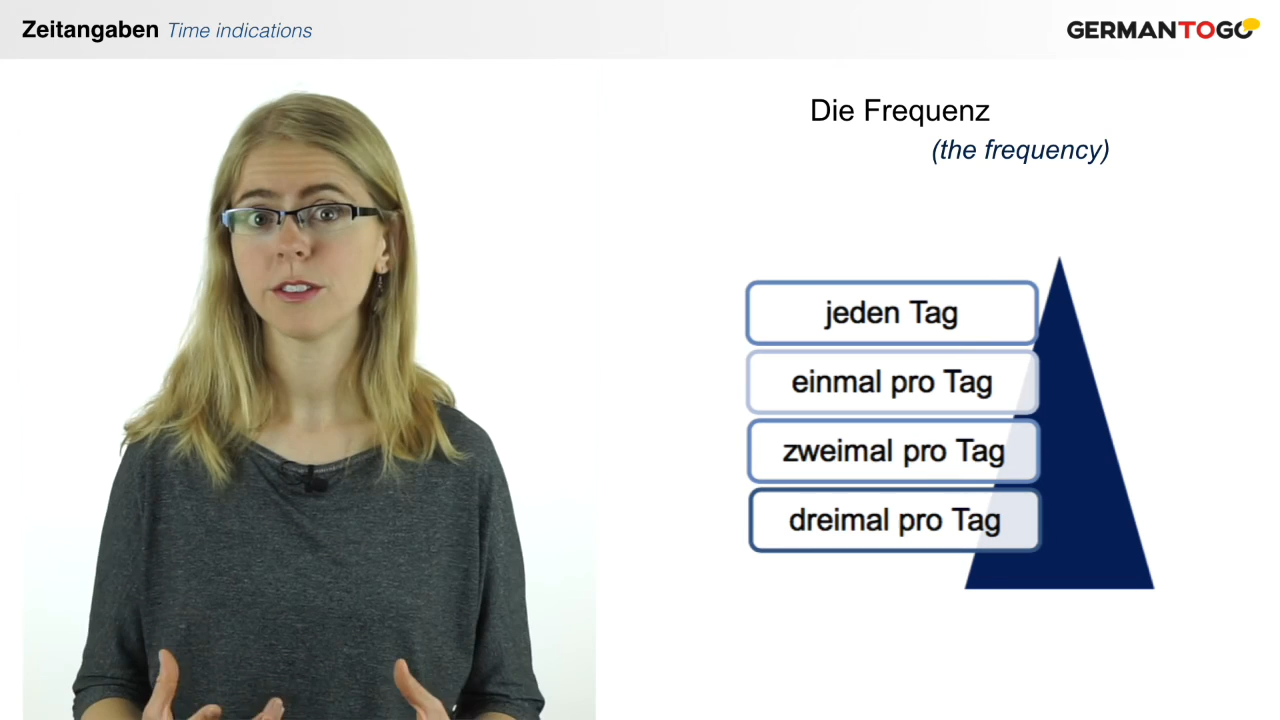 Zeitangaben Time indications
GERMANTOGO
Die Frequenz
(the frequency)
jeden Tag
einmal pro Tag
zweimal pro Tag
dreimal pro Tag